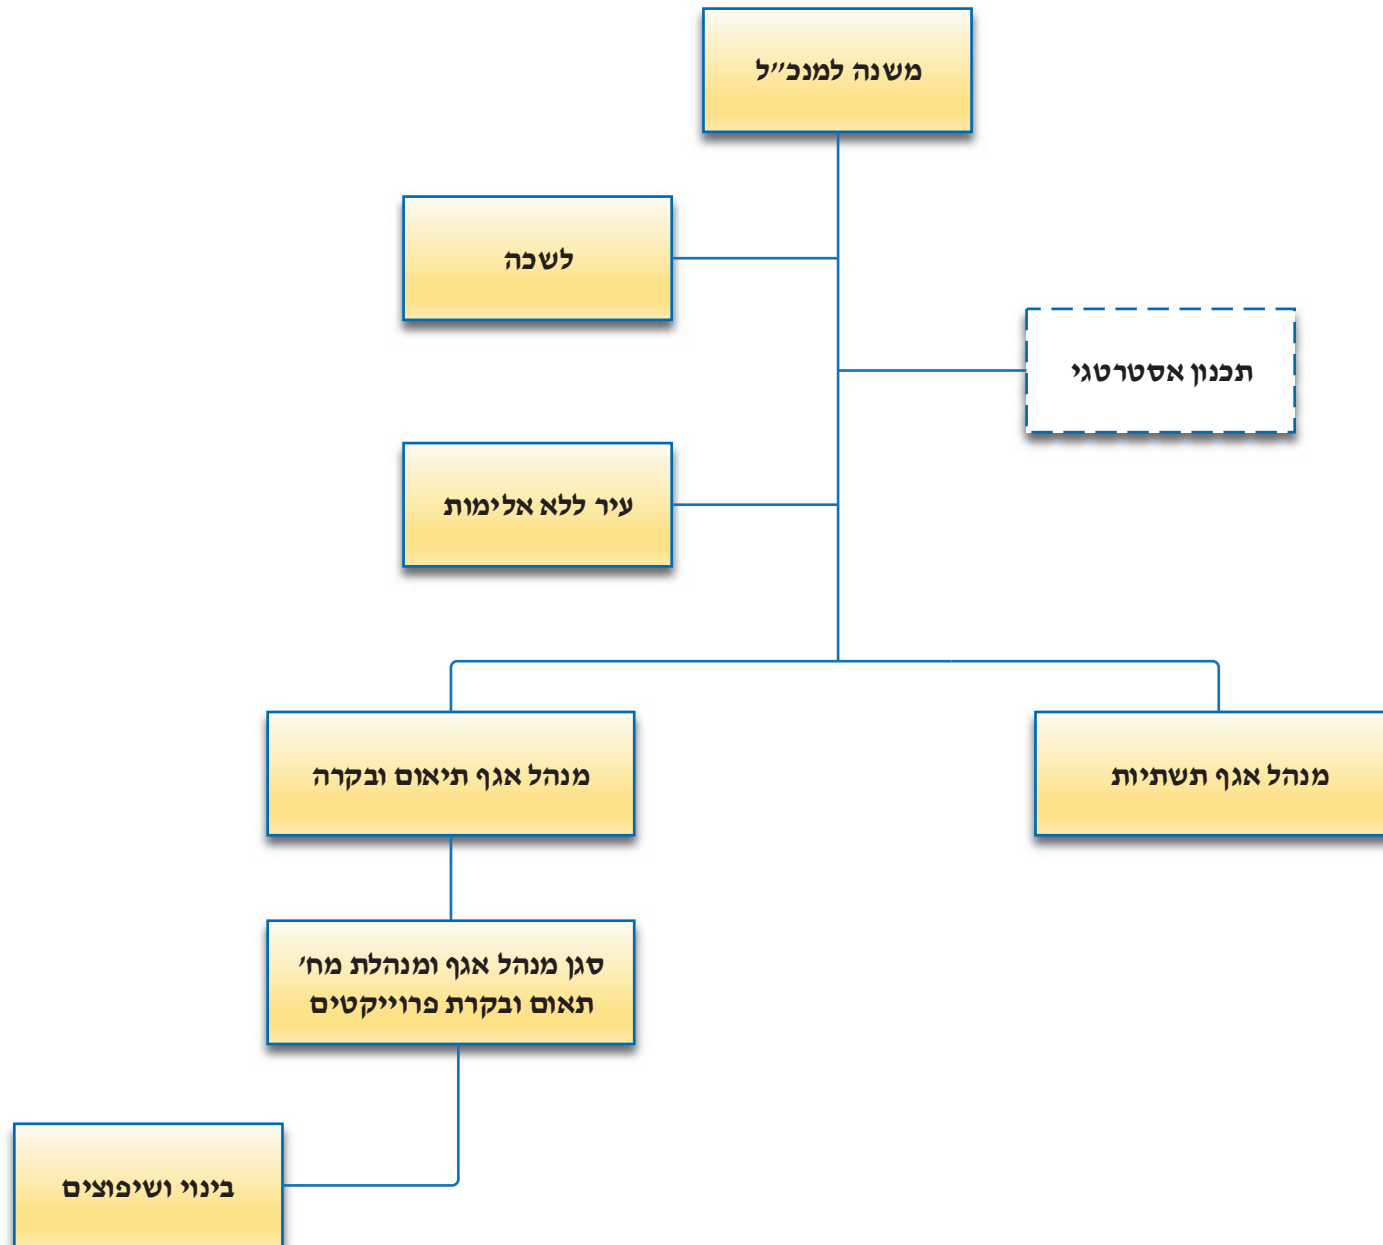 משנה למנכ״ל
לשכה
תכנון אסטרטגי
עיר ללא אלימות
מנהל אגף תשתיות
מנהל אגף תיאום ובקרה
סגן מנהל אגף ומנהלת מח׳
תאום ובקרת פרוייקטים
בינוי ושיפוצים